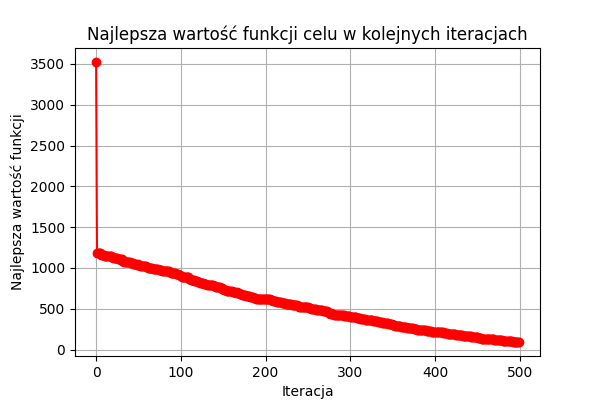 Najlepsza wartość funkcji celu w kolejnych iteracjach
Najlepsza wartość funkcji
3500
3000
2500
2000
1500
1000
500
0
0 100 200 300 400 500
Iteracja